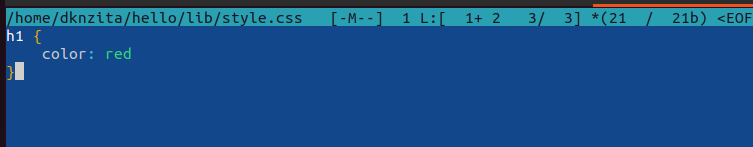 /home/dknzita/hello/lib/style.css   [-M--]  1 L:[  1+ 2   3/  3] *(21  /  21b) <EOF
h1 {
    color: red
}